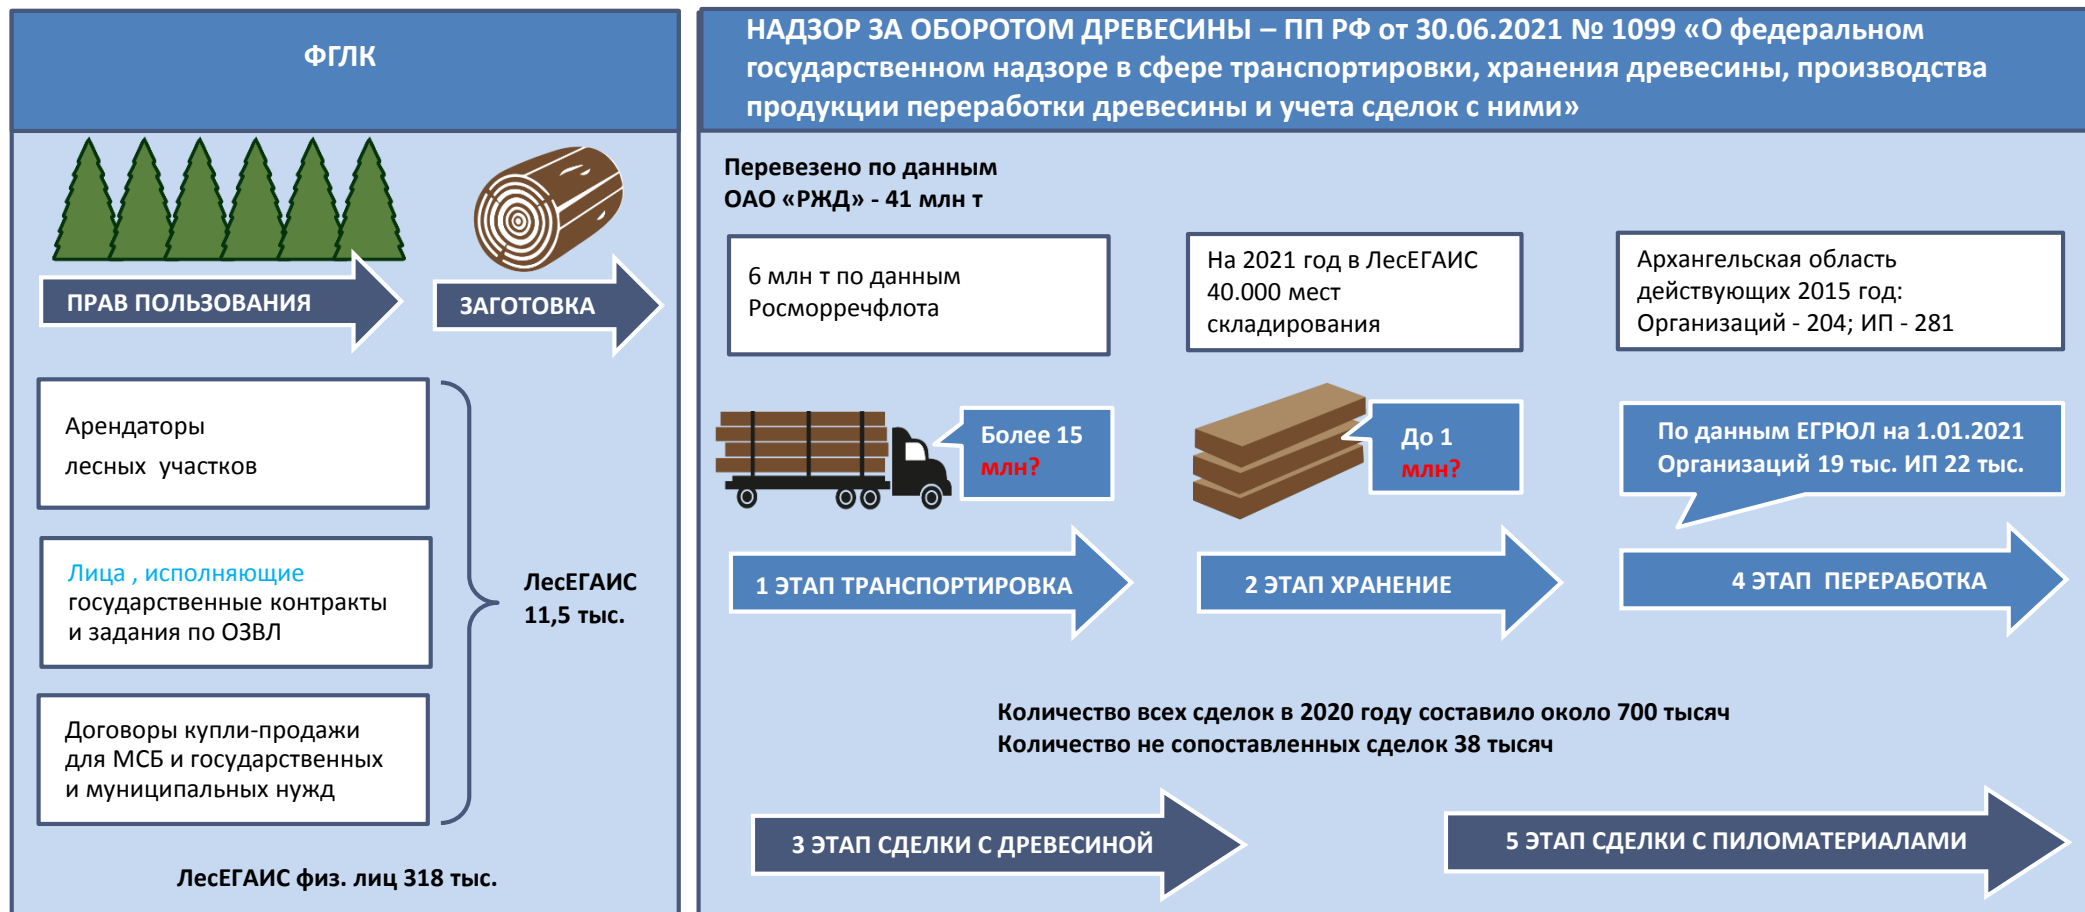 ФГЛК
ПРАВ ПОЛЬЗОВАНИЯ
ЗАГОТОВКА
Арендаторы
лесных участков
Лица , исполняющие
государственные контракты
и задания по ОЗВЛ
Договоры купли-продажи
для МСБ и государственных
и муниципальных нужд
ЛесЕГАИС
11,5 тыс.
ЛесЕГАИС физ. лиц 318 тыс.
НАДЗОР ЗА ОБОРОТОМ ДРЕВЕСИНЫ – ПП РФ от 30.06.2021 № 1099 «О федеральном
государственном надзоре в сфере транспортировки, хранения древесины, производства
продукции переработки древесины и учета сделок с ними»
Перевезено по данным
ОАО «РЖД» - 41 млн т
6 млн т по данным
Росморречфлота
На 2021 год в ЛесЕГАИС
40.000 мест
складирования
Архангельская область
действующих 2015 год:
Организаций - 204; ИП - 281
Более 15
млн?
До 1
млн?
По данным ЕГРЮЛ на 1.01.2021
Организаций 19 тыс. ИП 22 тыс.
1 ЭТАП ТРАНСПОРТИРОВКА
2 ЭТАП ХРАНЕНИЕ
4 ЭТАП ПЕРЕРАБОТКА
Количество всех сделок в 2020 году составило около 700 тысяч
Количество не сопоставленных сделок 38 тысяч
3 ЭТАП СДЕЛКИ С ДРЕВЕСИНОЙ
5 ЭТАП СДЕЛКИ С ПИЛОМАТЕРИАЛАМИ